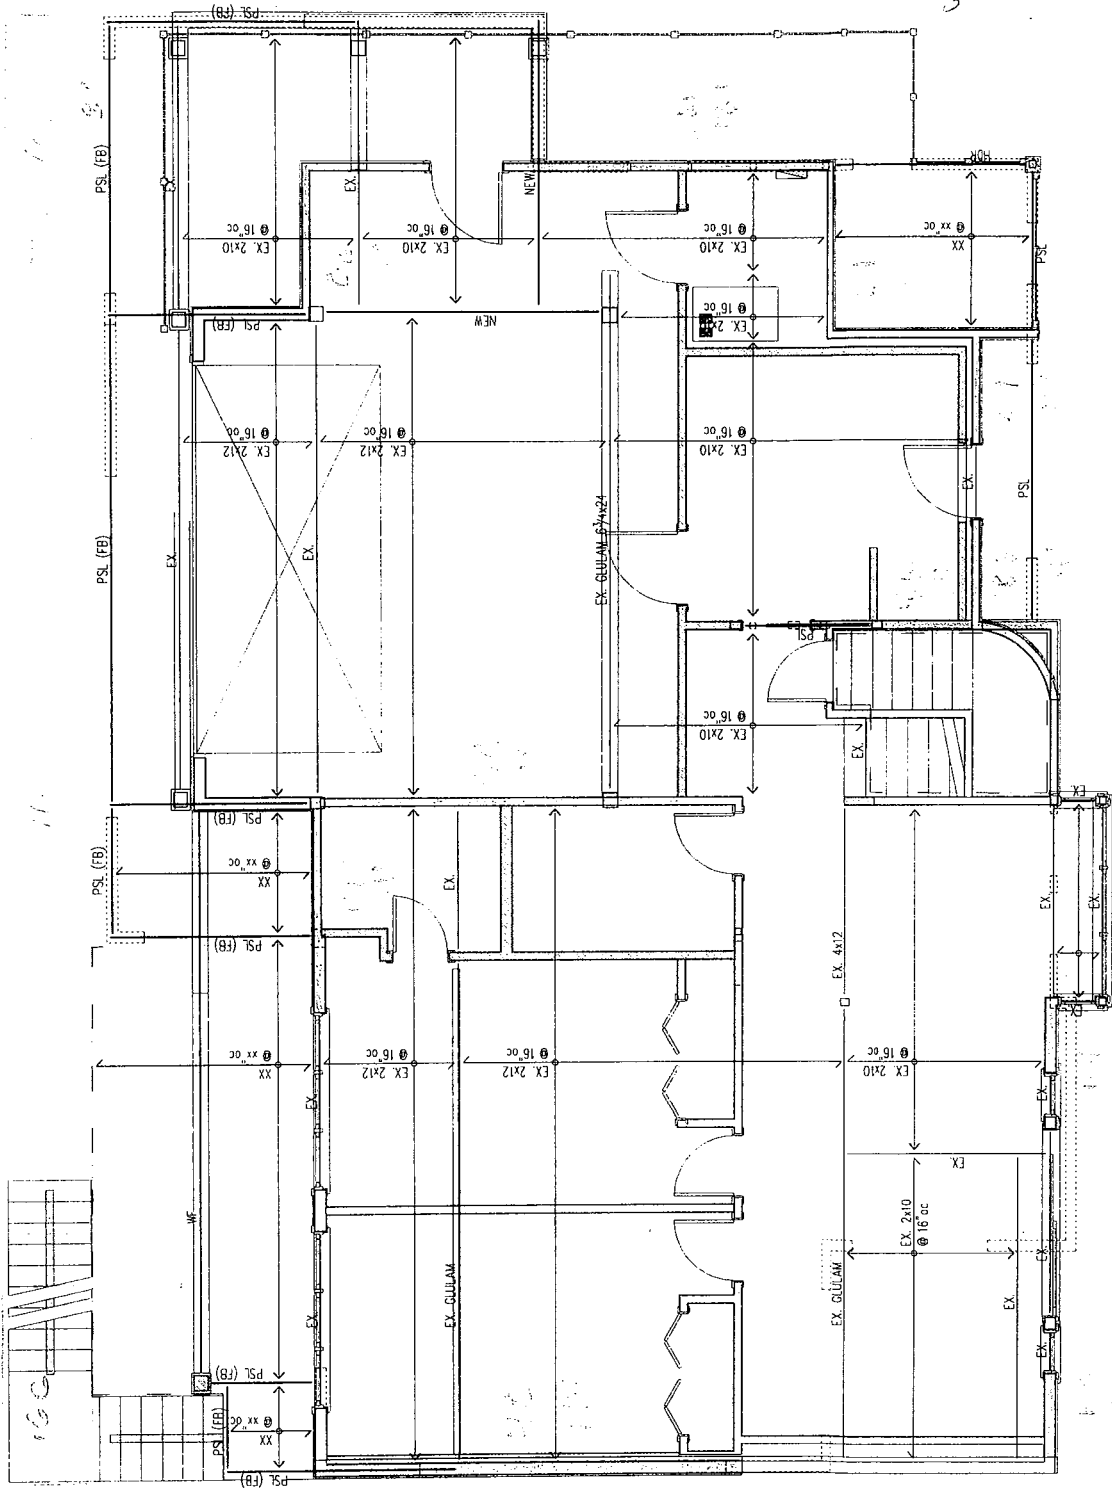 PSL (FB)
PSL (FB)
EX.
EX.
NEW
HDR
EX. 2x10
@ 16" oc
EX. 2x10
@ 16" oc
EX. 2x10
@ 16" oc
XX
@ xx" oc
PSL
PSL (FB)
NEW
@ 16" oc
EX. 2x12
@ 16" oc
EX. 2x12
@ 16" oc
EX. 2x10
@ 16" oc
EX.
PSL
PSL (FB)
EX.
EX.
EX. GLULAM 6 3/4x24
PSL
EX. 2x10
@ 16" oc
EX.
PSL (FB)
EX.
PSL (FB)
XX
@ xx" oc
EX.
EX.
EX.
PSL (FB)
EX. 4x12
EX.
XX
@ xx" oc
EX. 2x12
@ 16" oc
EX. 2x12
@ 16" oc
EX. 2x10
@ 16" oc
EX.
EX.
EX.
WF
EX. 2x10
@ 16" oc
EX.
EX. GLULAM
EX. GLULAM
EX.
EX.
EX.
PSL (FB)
PSL (FB)
XX
@ xx" oc
PSL (FB)